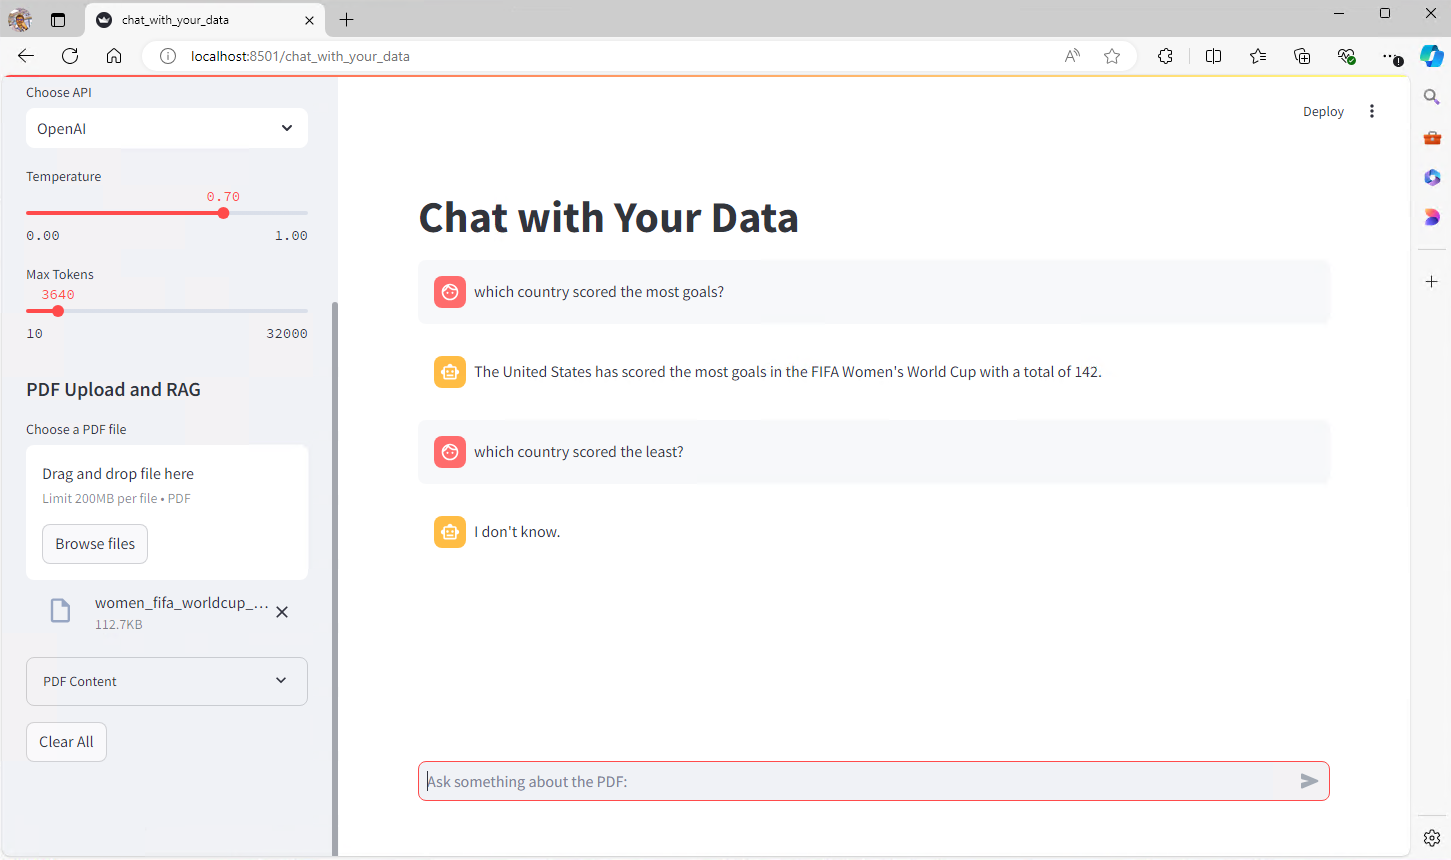 chat_with_your_data
localhost:8501/chat_with_your_data
Choose API
OpenAI
Temperature
0.70
0.00 1.00
Max Tokens
3640
10 32000
PDF Upload and RAG
Choose a PDF file
Drag and drop file here
Limit 200MB per file • PDF
Browse files
women_fifa_worldcup_...
112.7KB
PDF Content
Clear All
Deploy
Chat with Your Data
which country scored the most goals?
The United States has scored the most goals in the FIFA Women's World Cup with a total of 142.
which country scored the least?
I don't know.
Ask something about the PDF: